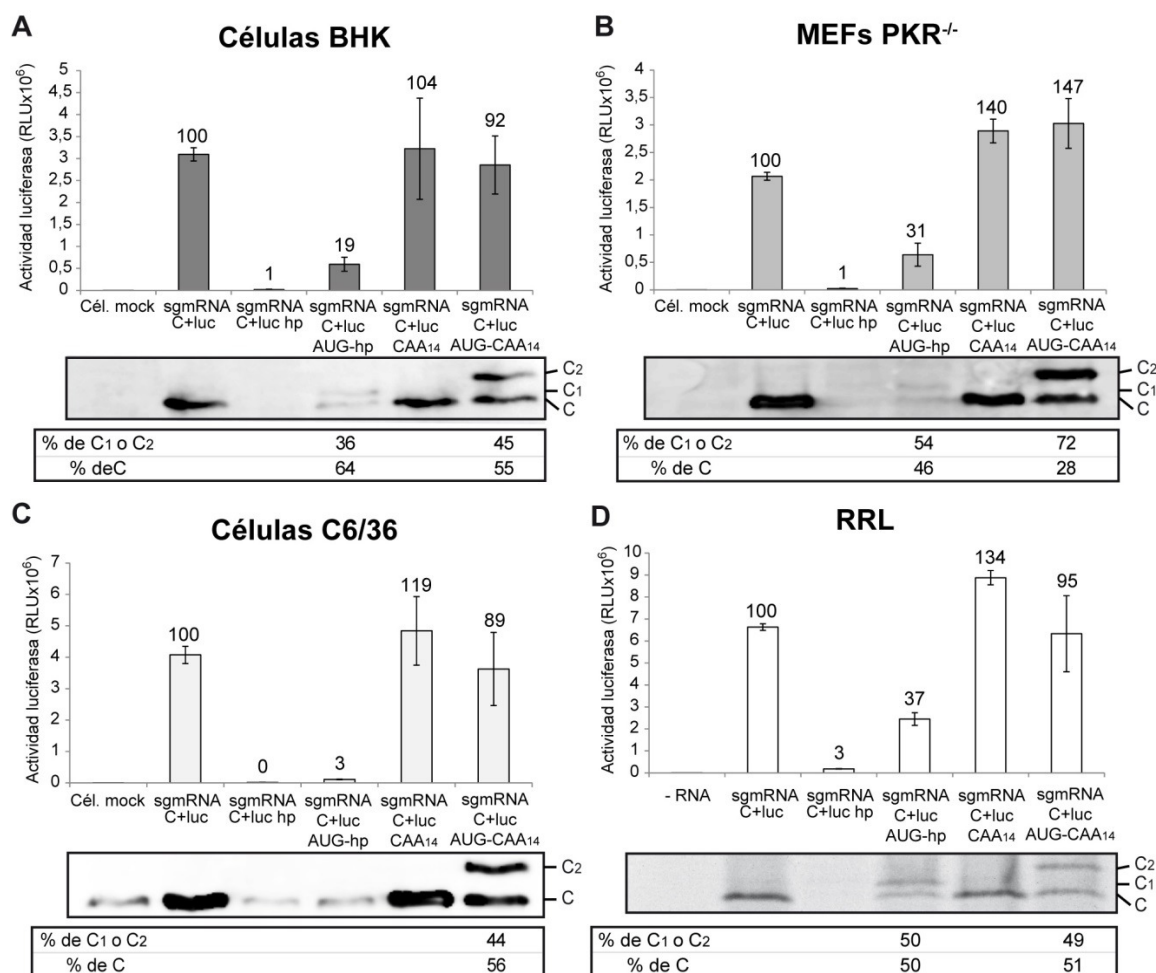 A
Células BHK
Actividad luciferasa (RLUx10⁶)
5
4,5
4
3,5
3
2,5
2
1,5
1
0,5
0
100
1
19
104
92
Cél. mock
sgmRNA C+luc
sgmRNA C+luc hp
sgmRNA C+luc AUG-hp
sgmRNA C+luc CAA₁₄
sgmRNA C+luc AUG-CAA₁₄
C₂
C₁
C
% de C₁ o C₂ 36 45
% deC 64 55
B
MEFs PKR⁻/⁻
Actividad luciferasa (RLUx10⁶)
4
3,5
3
2,5
2
1,5
1
0,5
0
100
1
31
140
147
Cél. mock
sgmRNA C+luc
sgmRNA C+luc hp
sgmRNA C+luc AUG-hp
sgmRNA C+luc CAA₁₄
sgmRNA C+luc AUG-CAA₁₄
C₂
C₁
C
% de C₁ o C₂ 54 72
% de C 46 28
C
Células C6/36
Actividad luciferasa (RLUx10⁶)
7
6
5
4
3
2
1
0
100
0
3
119
89
Cél. mock
sgmRNA C+luc
sgmRNA C+luc hp
sgmRNA C+luc AUG-hp
sgmRNA C+luc CAA₁₄
sgmRNA C+luc AUG-CAA₁₄
C₂
C
% de C₁ o C₂ 44
% de C 56
D
RRL
Actividad luciferasa (RLUx10⁶)
10
9
8
7
6
5
4
3
2
1
0
100
3
37
134
95
- RNA
sgmRNA C+luc
sgmRNA C+luc hp
sgmRNA C+luc AUG-hp
sgmRNA C+luc CAA₁₄
sgmRNA C+luc AUG-CAA₁₄
C₂
C₁
C
% de C₁ o C₂ 50 49
% de C 50 51